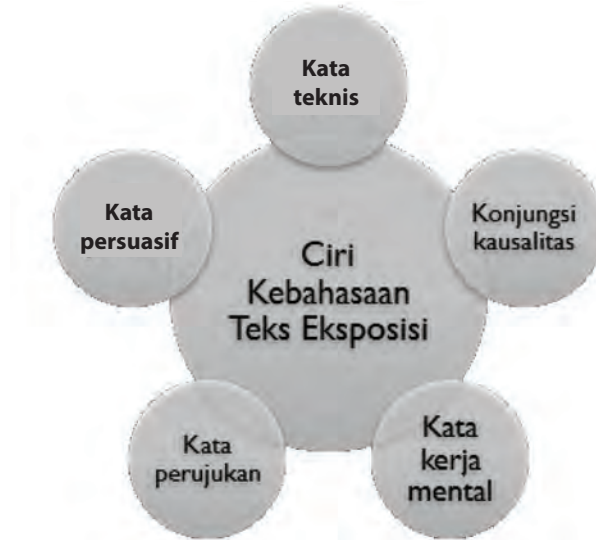 Kata
teknis
Kata
persuasif
Konjungsi
kausalitas
Ciri
Kebahasaan
Teks Eksposisi
Kata
perujukan
Kata
kerja
mental